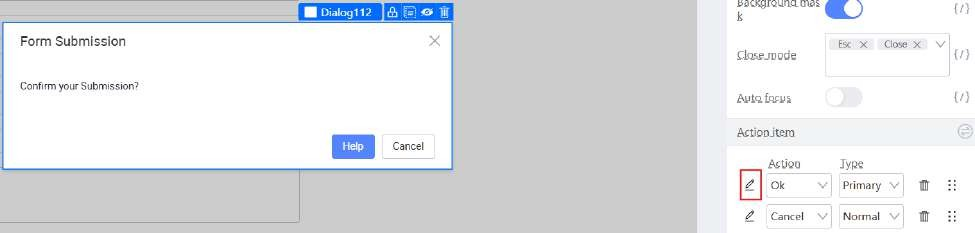 Dialog112
Form Submission
Confirm your Submission?
Help
Cancel
Background mas
k
Close mode
Esc
Close
Auto focus
Action item
Action
Type
Ok
Primary
Cancel
Normal